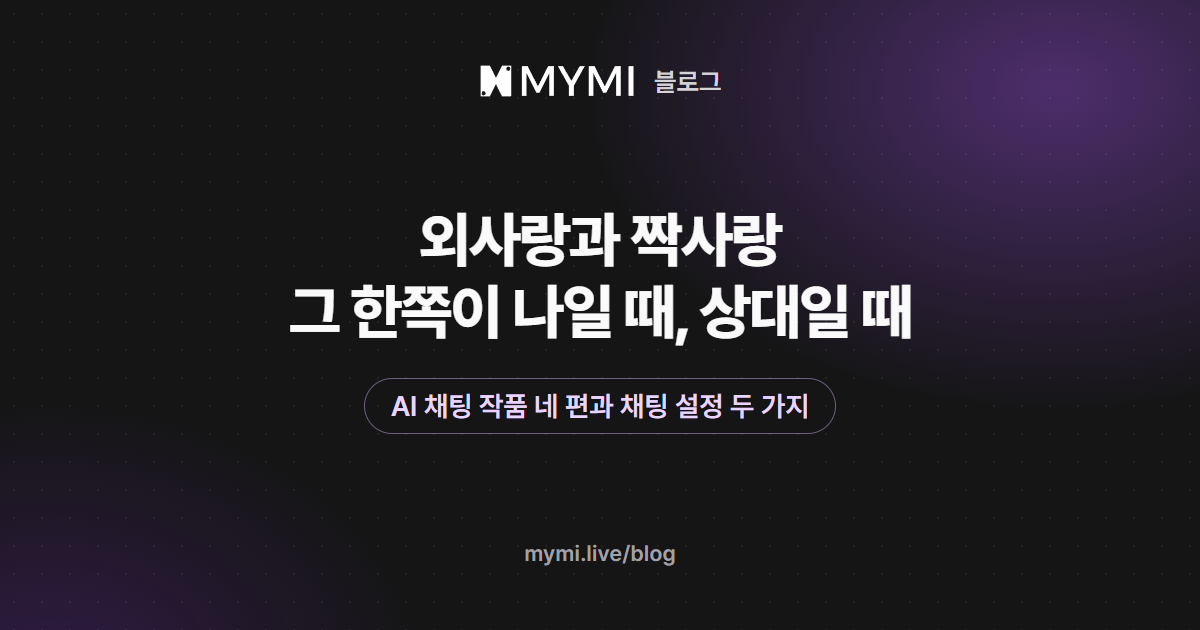 MYMI 블로그
외사랑과 짝사랑
그 한쪽이 나일 때, 상대일 때
AI 채팅 작품 네 편과 채팅 설정 두 가지
mymi.live/blog